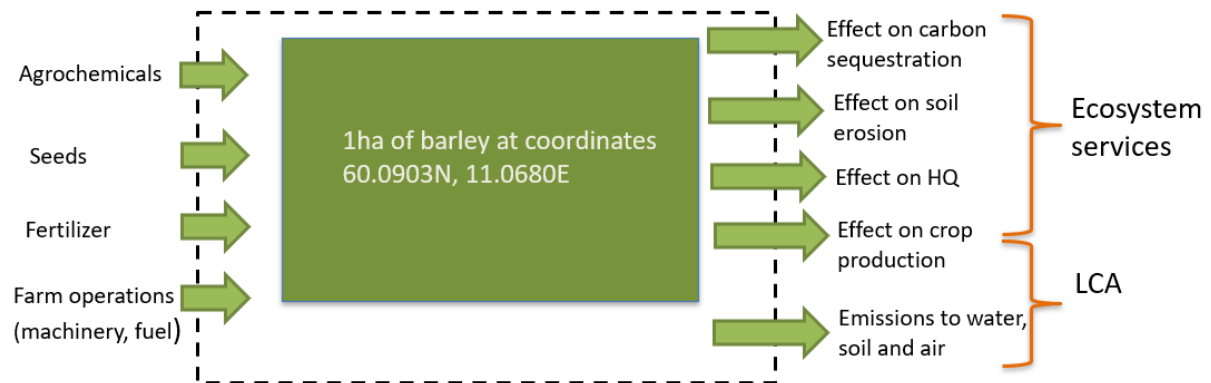 Agrochemicals
Seeds
Fertilizer
Farm operations
(machinery, fuel)
1ha of barley at coordinates
60.0903N, 11.0680E
Effect on carbon
sequestration
Effect on soil
erosion
Effect on HQ
Effect on crop
production
Emissions to water,
soil and air
Ecosystem
services
LCA